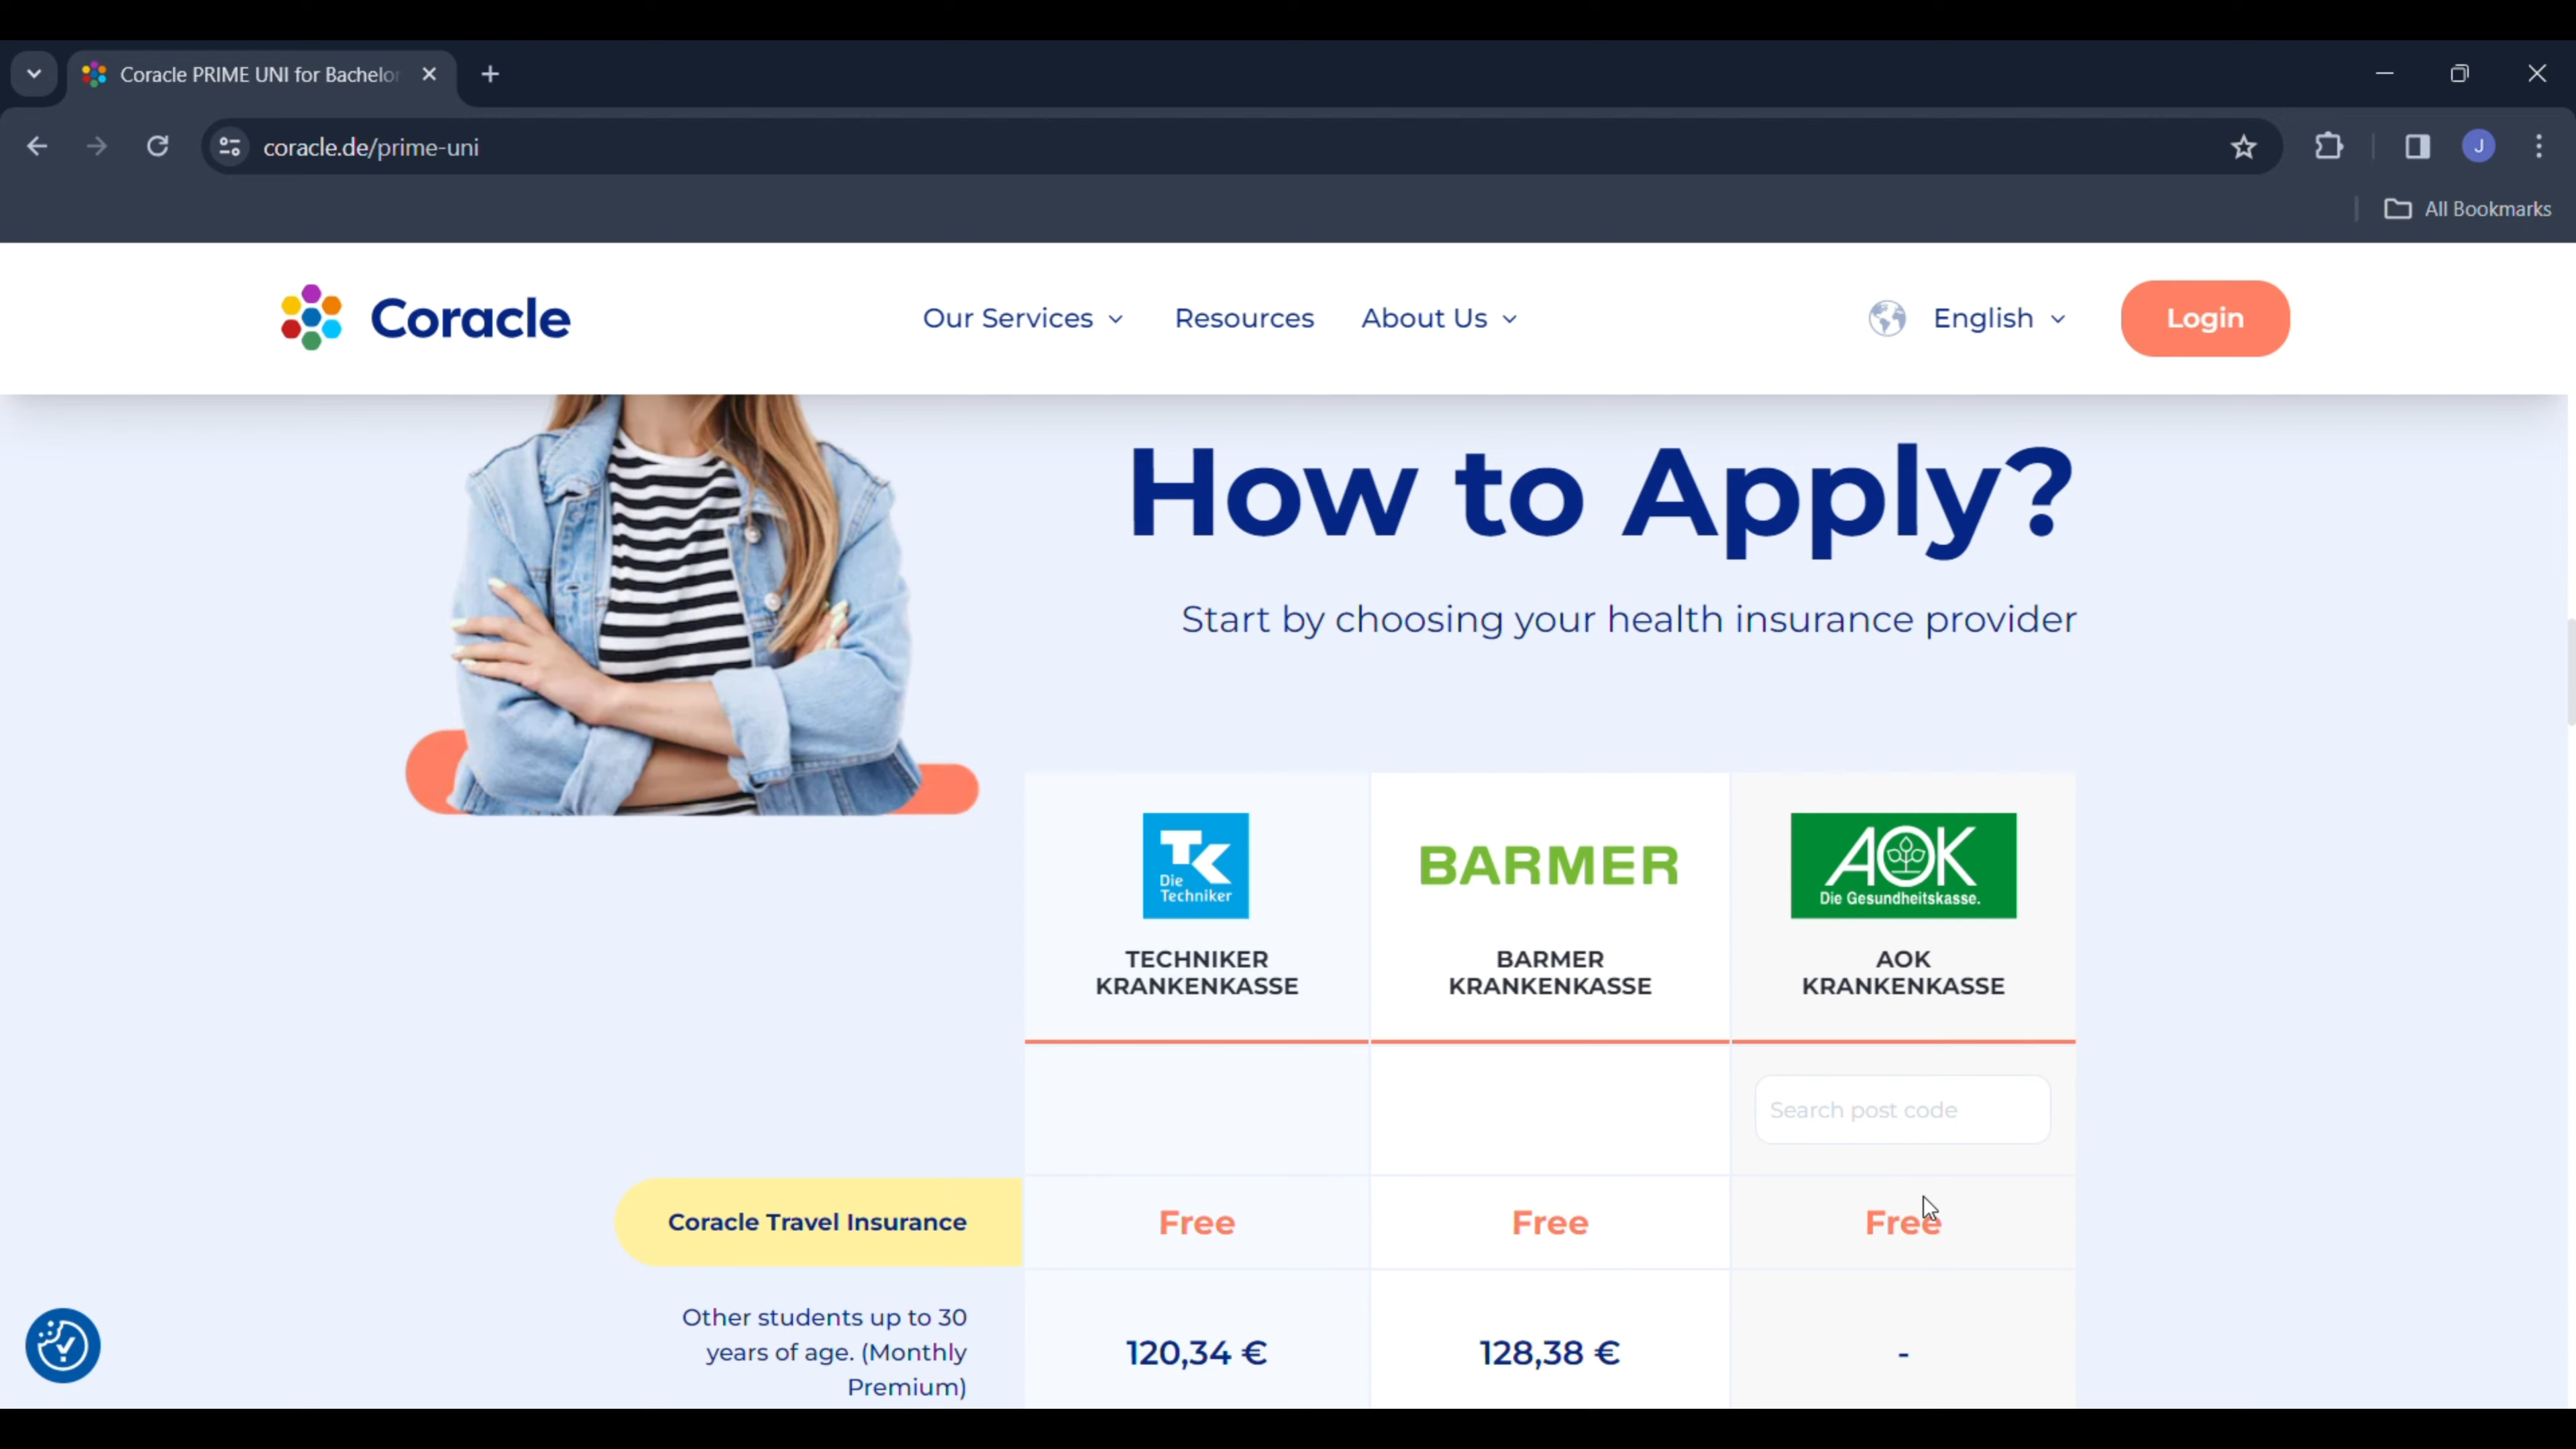 Coracle PRIME UNI for Bachelor
coracle.de/prime-uni
J
All Bookmarks
Coracle
Our Services
Resources
About Us
English
Login
How to Apply?
Start by choosing your health insurance provider
TK
Die
Techniker
BARMER
AOK
Die Gesundheitskasse.
TECHNIKER
KRANKENKASSE
BARMER
KRANKENKASSE
AOK
KRANKENKASSE
Search post code
Coracle Travel Insurance
Free
Free
Free
Other students up to 30
years of age. (Monthly
Premium)
120,34 €
128,38 €
-